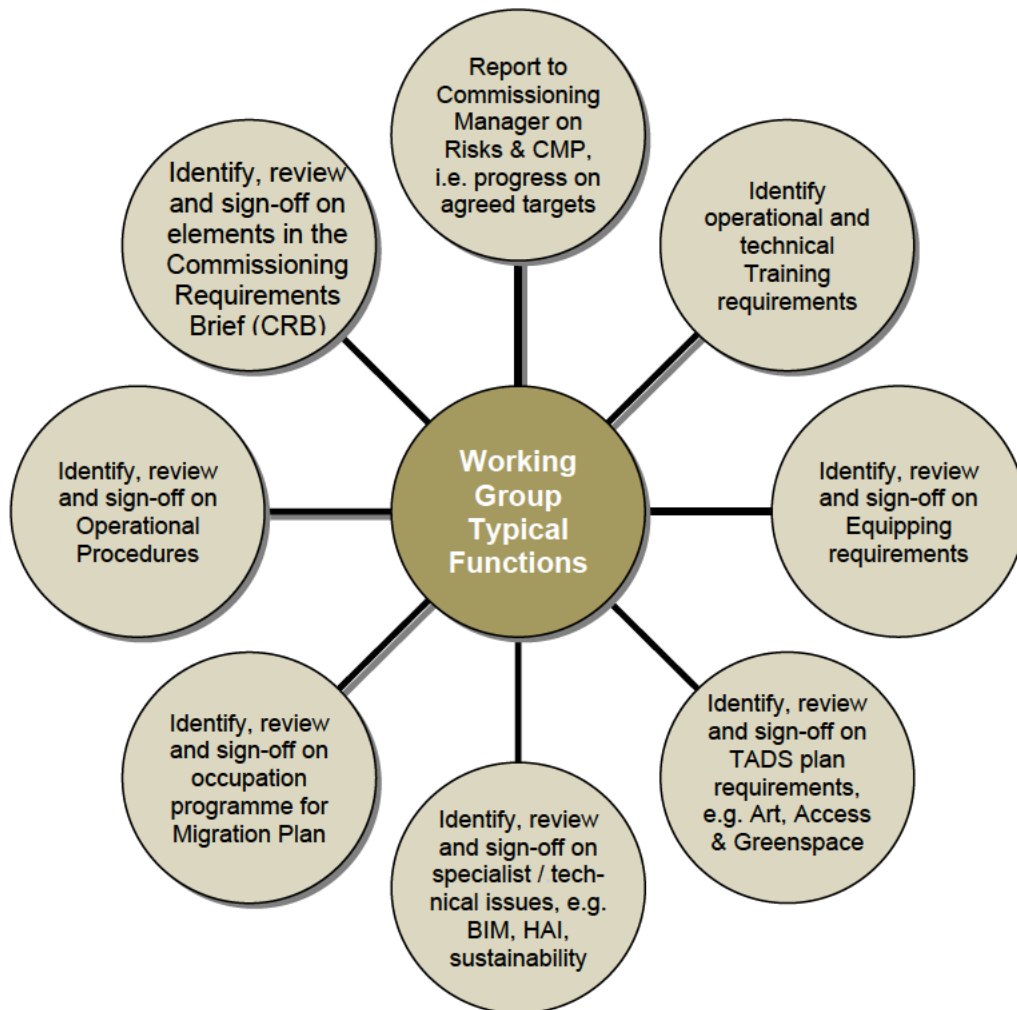 Report to
Commissioning
Manager on
Risks & CMP,
i.e. progress on
agreed targets
Identify
operational and
technical
Training
requirements
Identify, review
and sign-off on
Equipping
requirements
Identify, review
and sign-off on
TADS plan
requirements,
e.g. Art, Access
& Greenspace
Identify, review
and sign-off on
specialist / tech-
nical issues, e.g.
BIM, HAI,
sustainability
Identify, review
and sign-off on
occupation
programme for
Migration Plan
Identify, review
and sign-off on
Operational
Procedures
Identify, review
and sign-off on
elements in the
Commissioning
Requirements
Brief (CRB)
Working
Group
Typical
Functions